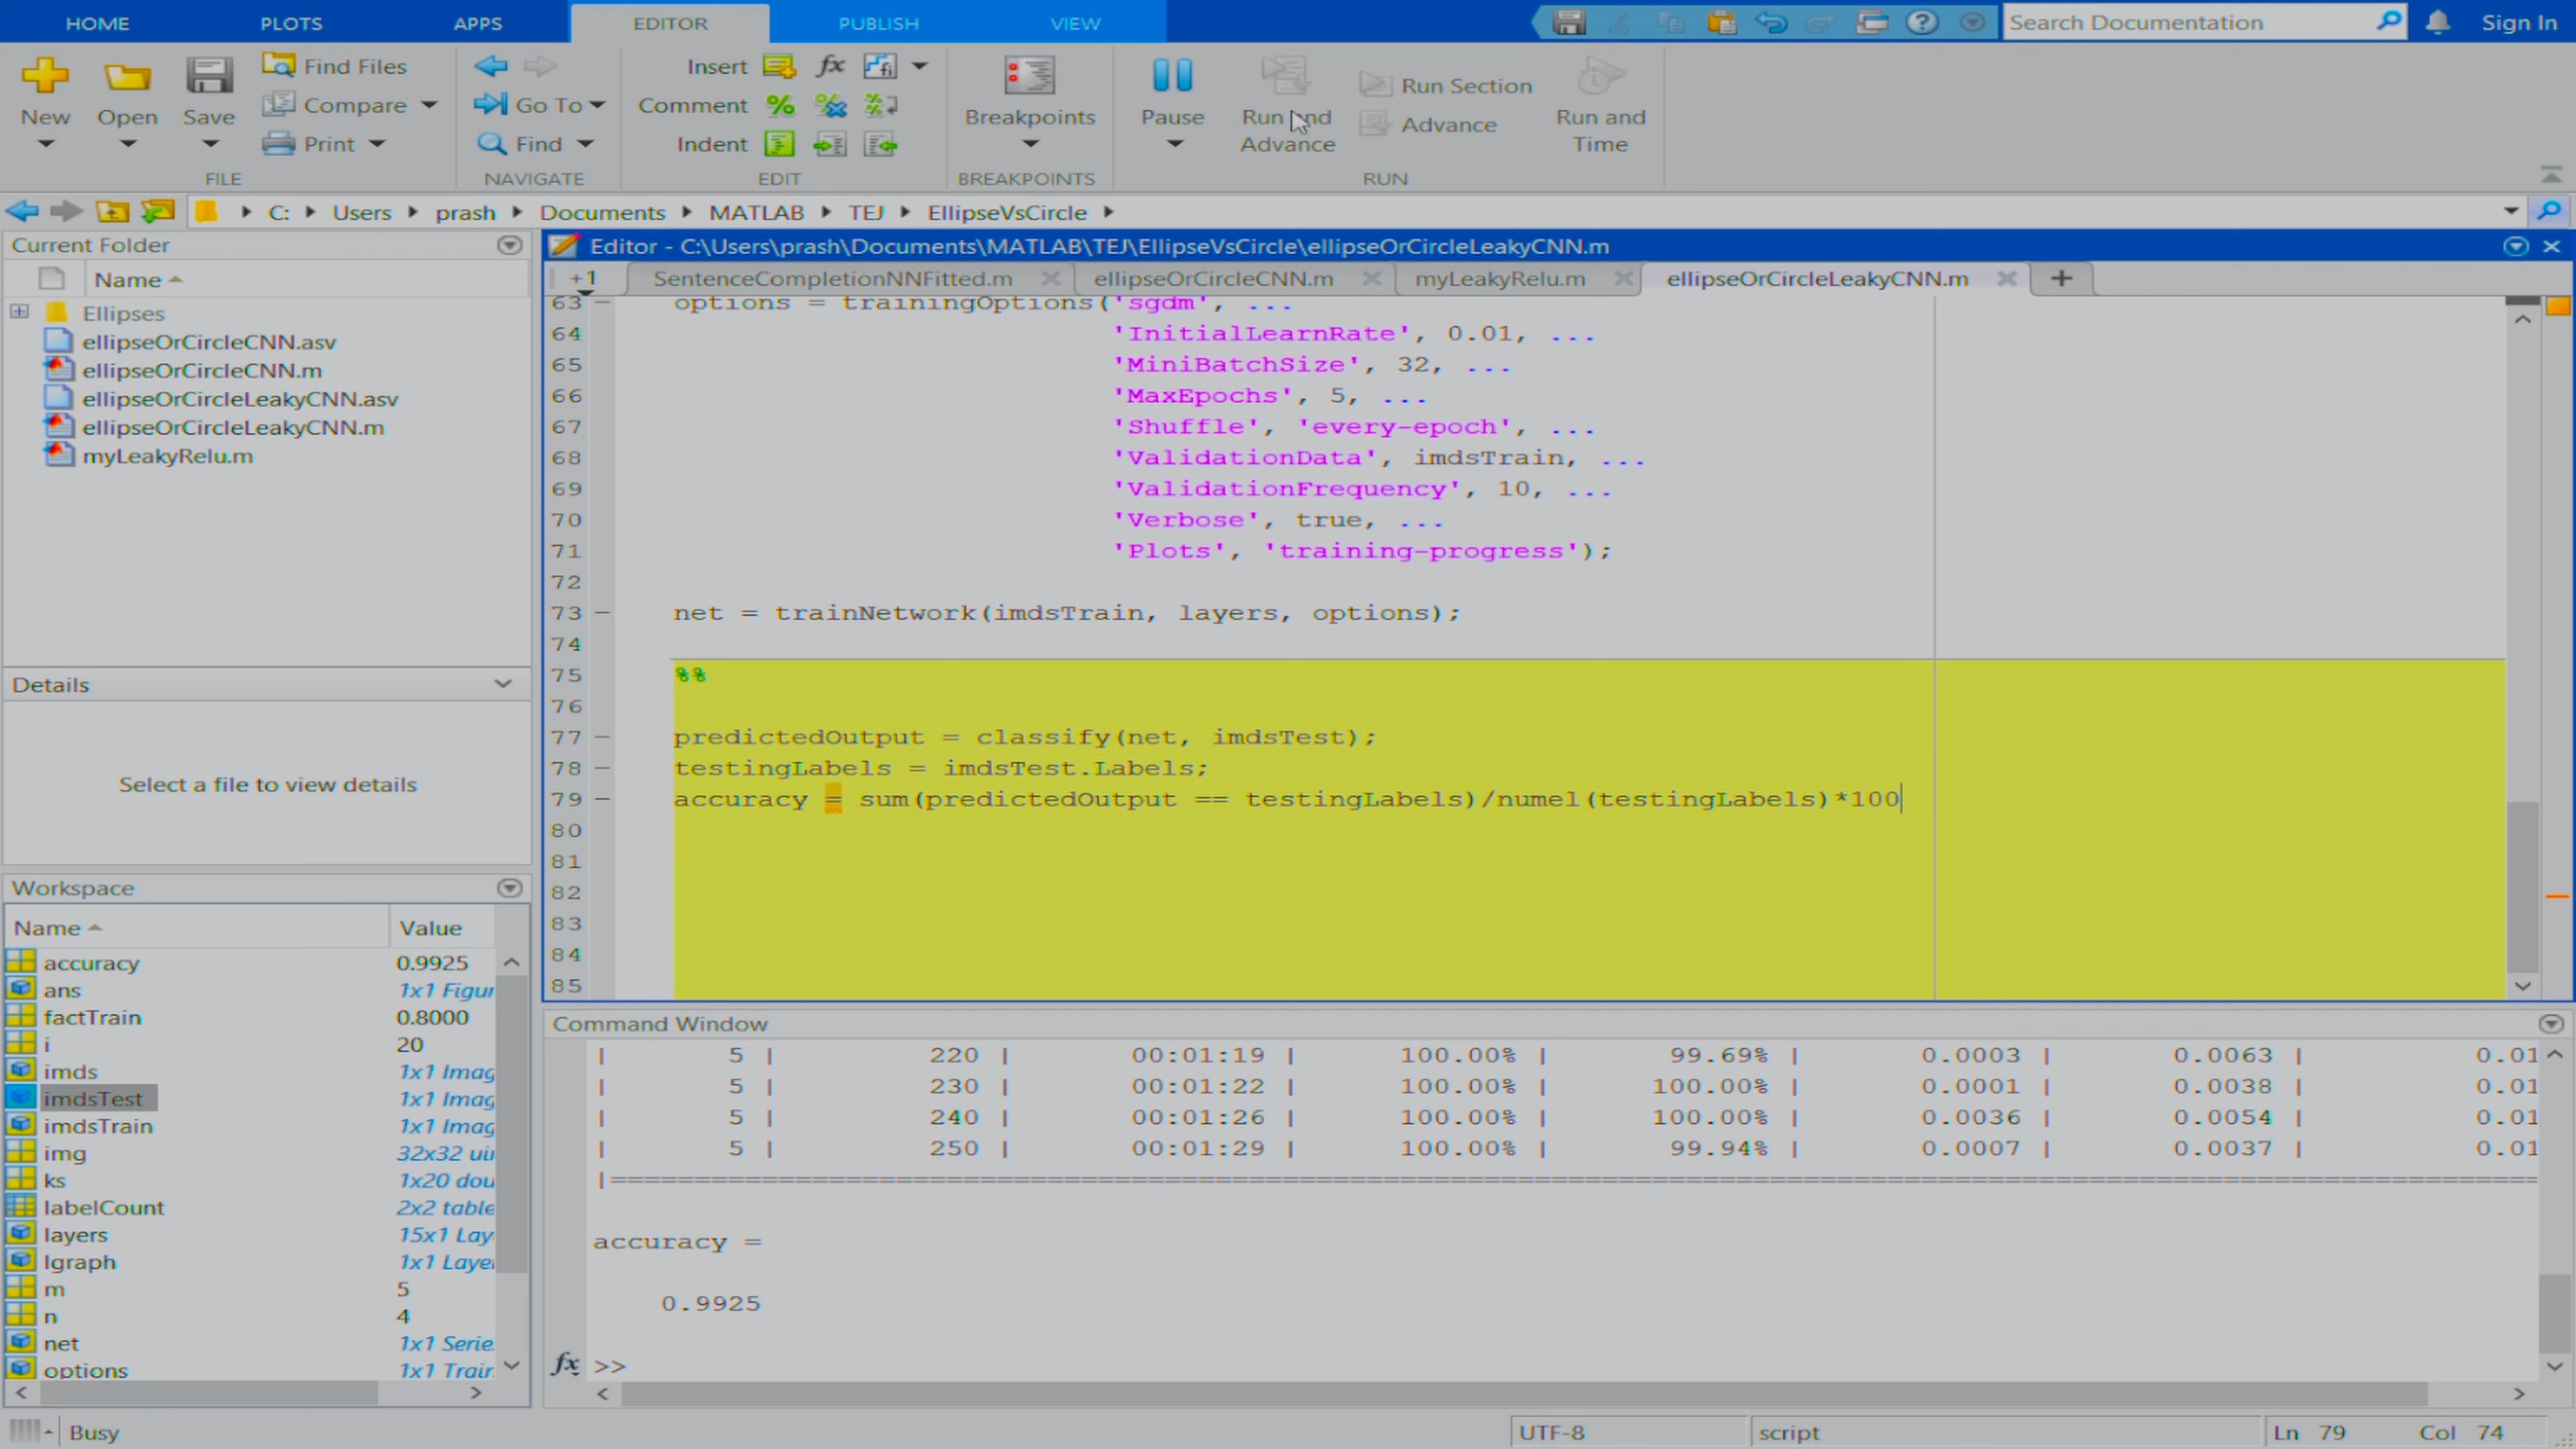 HOME PLOTS APPS EDITOR PUBLISH VIEW Search Documentation Sign In
New Open Save Find Files Compare Print
FILE
Go To Find
NAVIGATE
Insert fx
Comment
Indent
EDIT
Breakpoints
BREAKPOINTS
Pause Run and Advance Run Section Advance Run and Time
RUN
C: Users prash Documents MATLAB TEJ EllipseVsCircle
Current Folder
Name
Ellipses
ellipseOrCircleCNN.asv
ellipseOrCircleCNN.m
ellipseOrCircleLeakyCNN.asv
ellipseOrCircleLeakyCNN.m
myLeakyRelu.m
Details
Select a file to view details
Workspace
Name Value
accuracy 0.9925
ans 1x1 Figur
factTrain 0.8000
i 20
imds 1x1 Imag
imdsTest 1x1 Imag
imdsTrain 1x1 Imag
img 32x32 uin
ks 1x20 dou
labelCount 2x2 table
layers 15x1 Lay
lgraph 1x1 Laye
m 5
n 4
net 1x1 Serie
options 1x1 Train
Editor - C:\Users\prash\Documents\MATLAB\TEJ\EllipseVsCircle\ellipseOrCircleLeakyCNN.m
+1 SentenceCompletionNNFitted.m ellipseOrCircleCNN.m myLeakyRelu.m ellipseOrCircleLeakyCNN.m
63 options = trainingOptions('sgdm', ...
64 'InitialLearnRate', 0.01, ...
65 'MiniBatchSize', 32, ...
66 'MaxEpochs', 5, ...
67 'Shuffle', 'every-epoch', ...
68 'ValidationData', imdsTrain, ...
69 'ValidationFrequency', 10, ...
70 'Verbose', true, ...
71 'Plots', 'training-progress');
72
73 net = trainNetwork(imdsTrain, layers, options);
74
75 %%
76
77 predictedOutput = classify(net, imdsTest);
78 testingLabels = imdsTest.Labels;
79 accuracy = sum(predictedOutput == testingLabels)/numel(testingLabels)*100
80
81
82
83
84
85
Command Window
| 5 | 220 | 00:01:19 | 100.00% | 99.69% | 0.0003 | 0.0063 | 0.01
| 5 | 230 | 00:01:22 | 100.00% | 100.00% | 0.0001 | 0.0038 | 0.01
| 5 | 240 | 00:01:26 | 100.00% | 100.00% | 0.0036 | 0.0054 | 0.01
| 5 | 250 | 00:01:29 | 100.00% | 99.94% | 0.0007 | 0.0037 | 0.01
accuracy =
0.9925
fx >>
Busy UTF-8 script Ln 79 Col 74